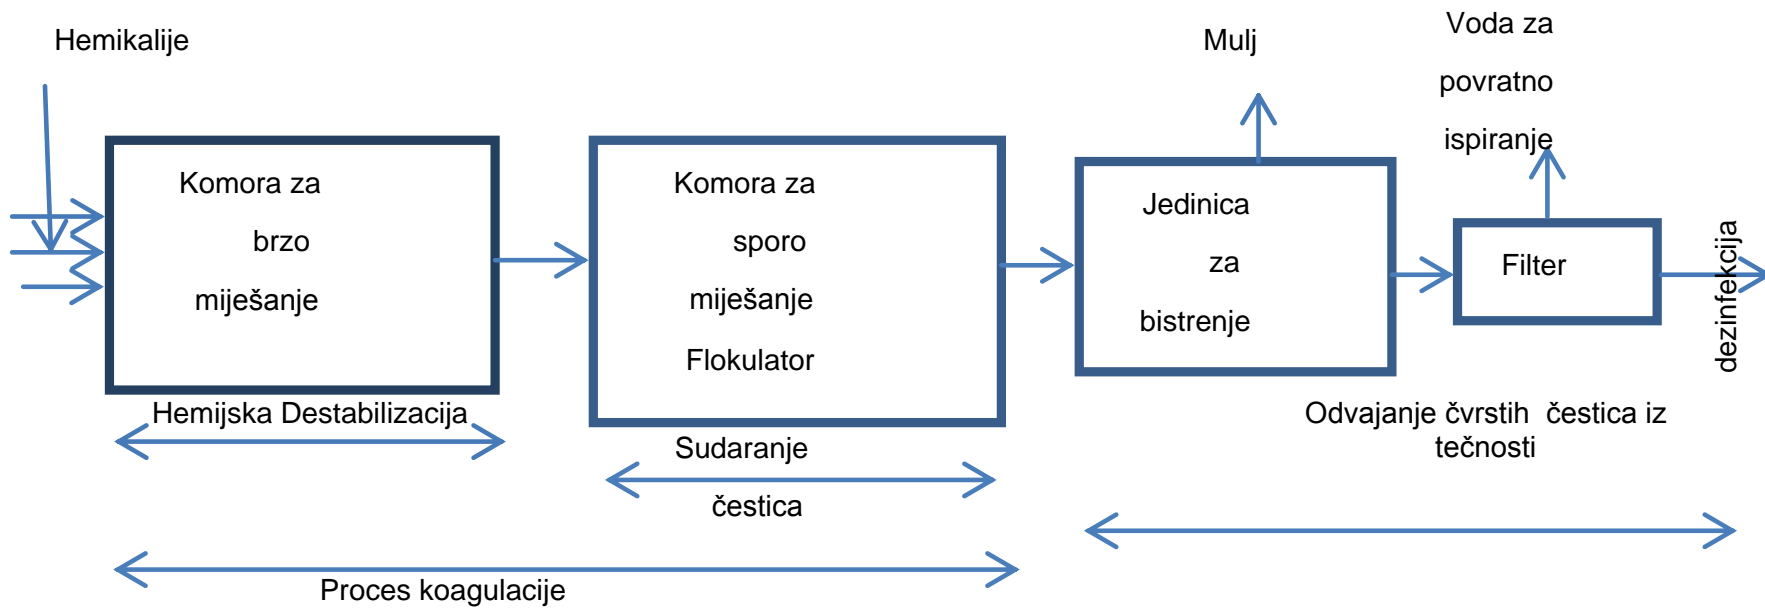 Hemikalije
Komora za
brzo
miješanje
Hemijska Destabilizacija
Komora za
sporo
miješanje
Flokulator
Sudaranje
čestica
Proces koagulacije
Mulj
Jedinica
za
bistrenje
Voda za
povratno
ispiranje
Filter
dezinfekcija
Odvajanje čvrstih  čestica iz
tečnosti